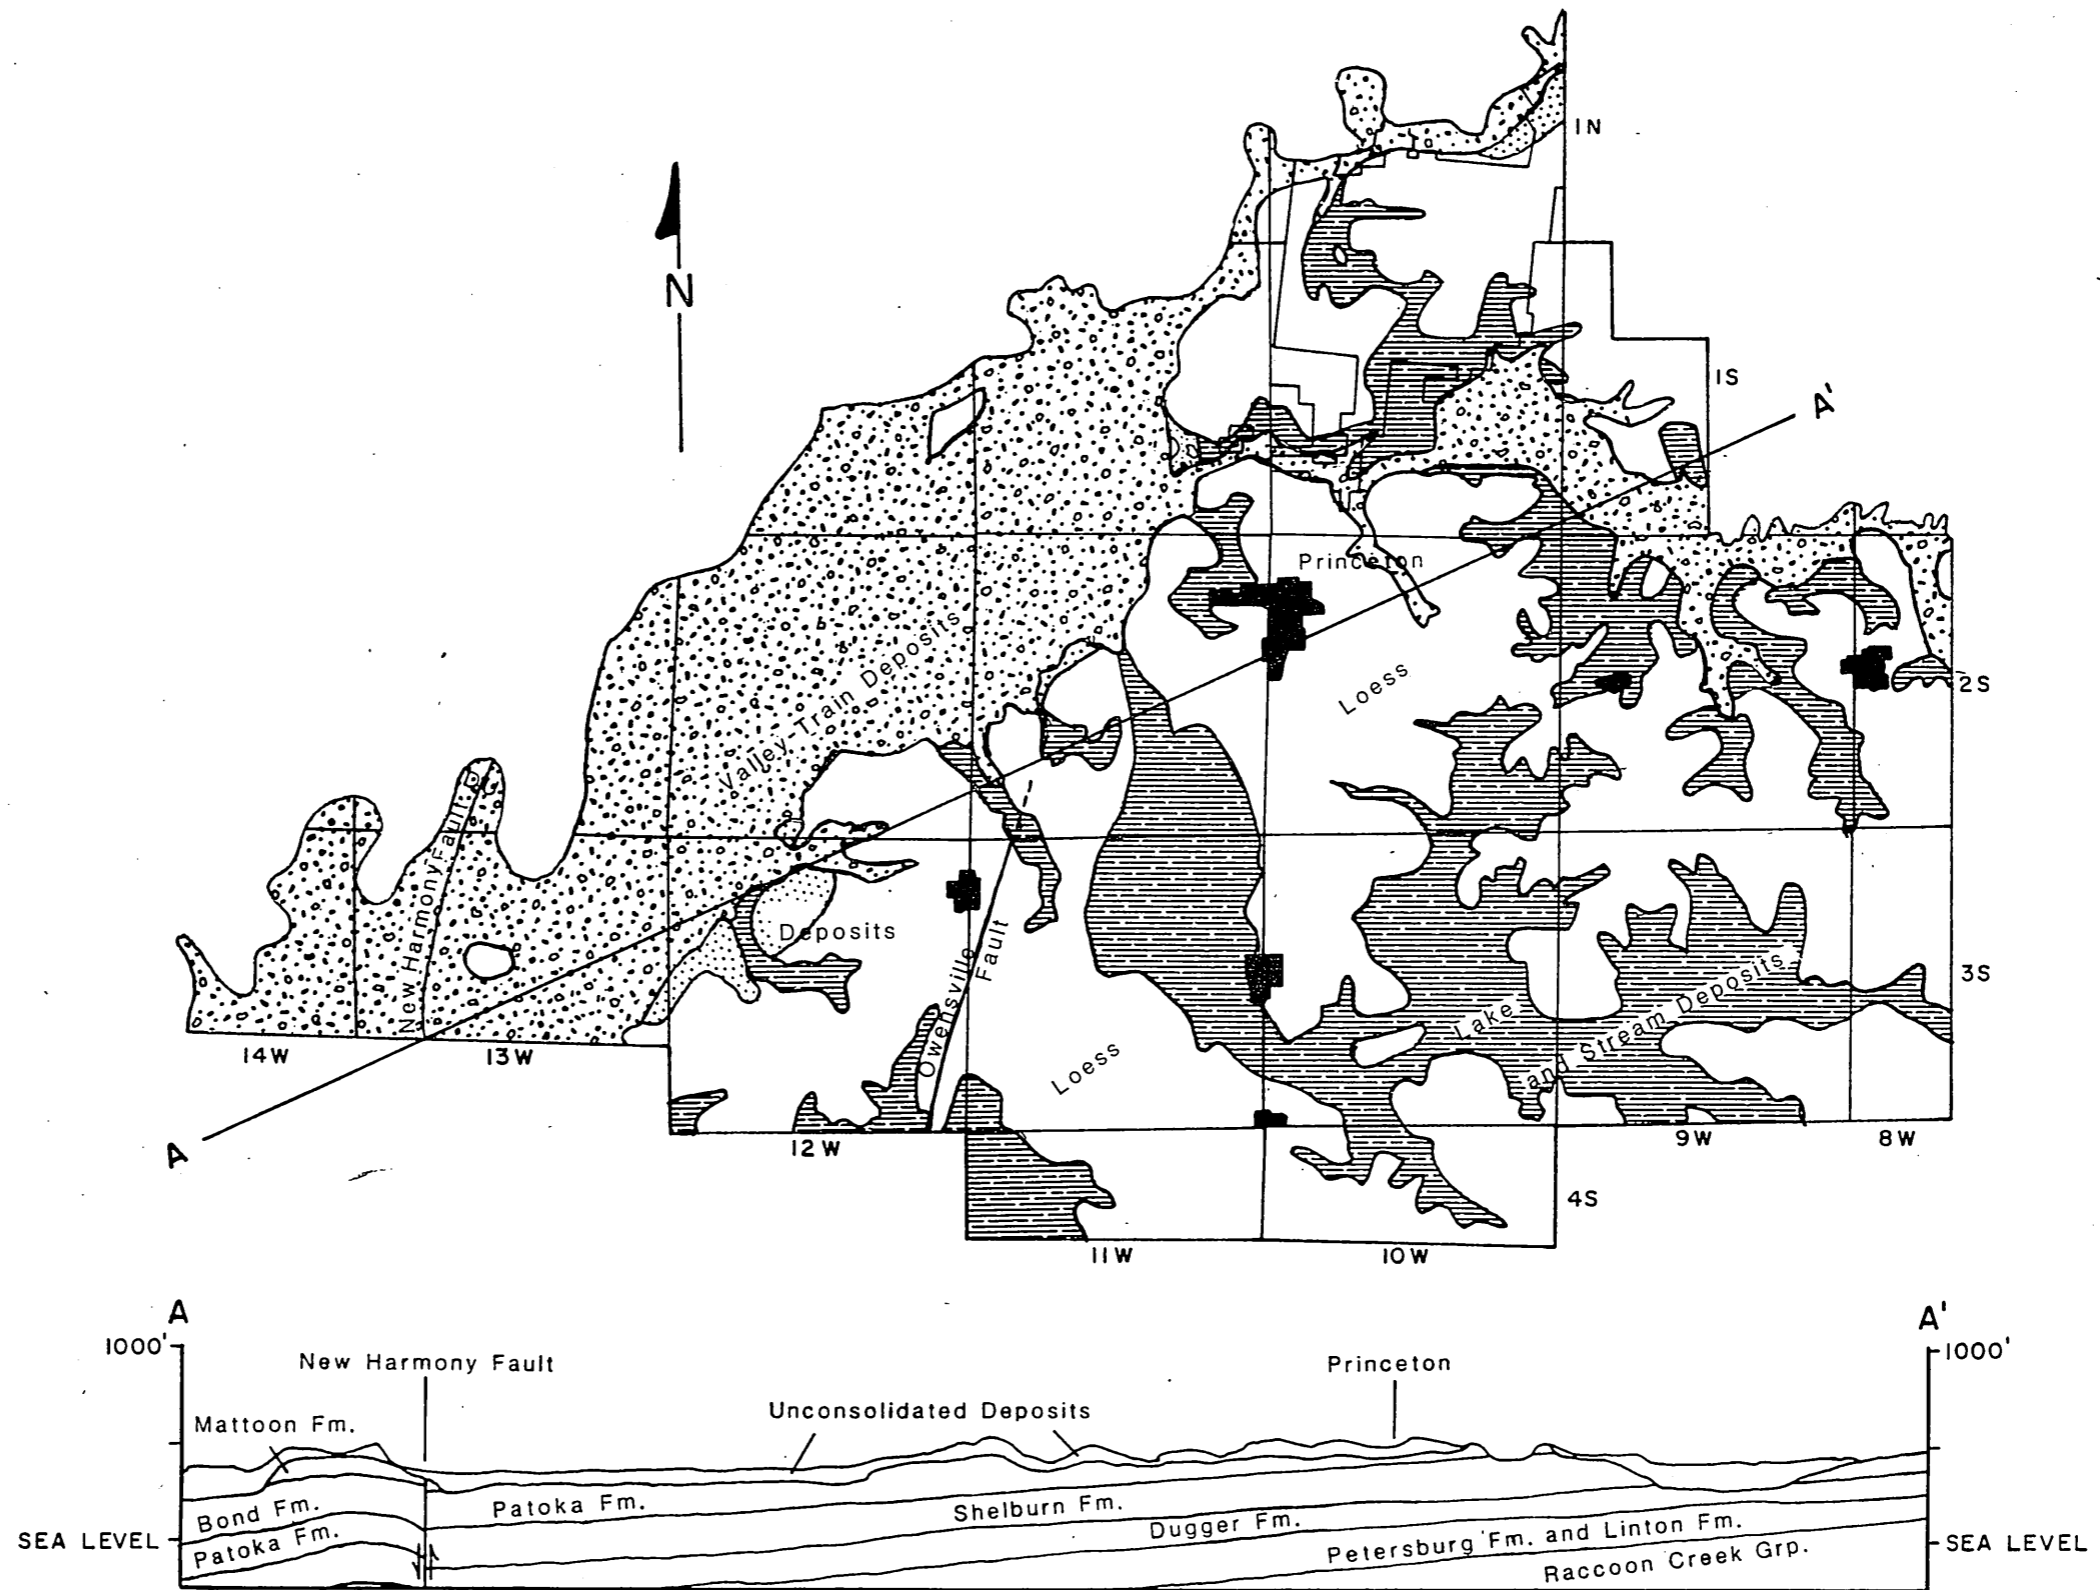 1N
N
1S
A'
Princeton
Loess
2S
Valley-Train Deposits
New Harmony Fault
Deposits
Owensville
Fault
3S
Lake
and Stream Deposits
Loess
14W
13W
A
12W
9W
8W
4S
11W
10W
A
A'
1000'
1000'
New Harmony Fault
Princeton
Mattoon Fm.
Unconsolidated Deposits
Bond Fm.
Patoka Fm.
Shelburn Fm.
Dugger Fm.
Patoka Fm.
Petersburg Fm. and Linton Fm.
Raccoon Creek Grp.
SEA LEVEL
SEA LEVEL